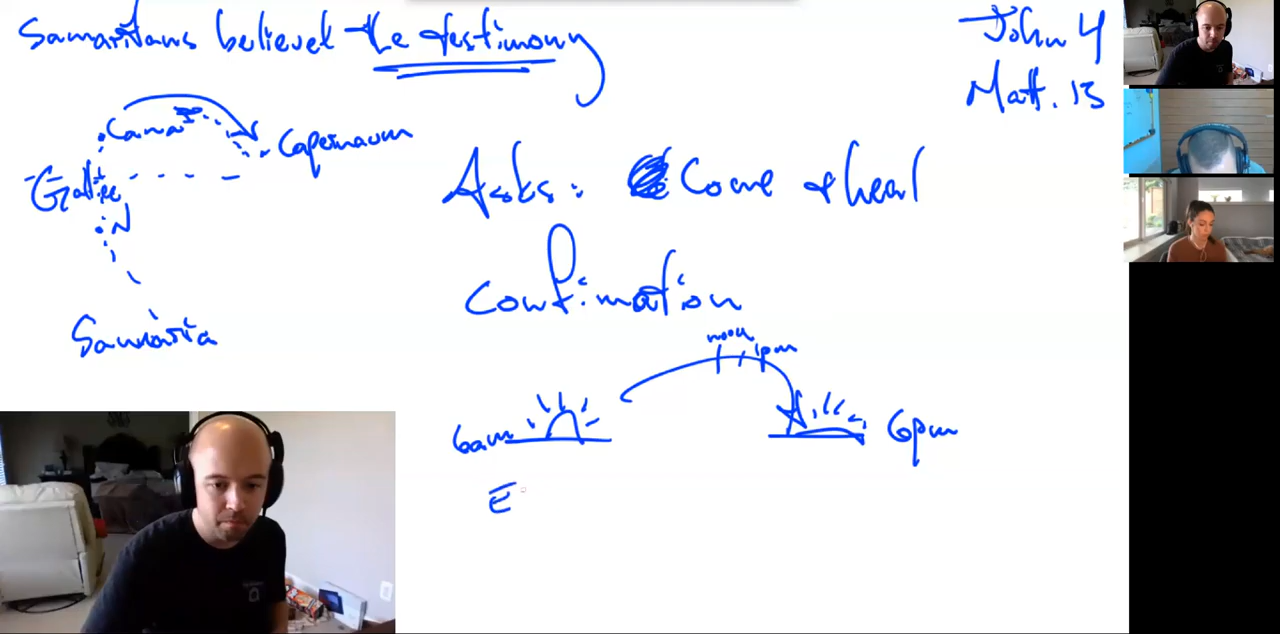 Samaritans believed the testimony
John 4
Matt. 13
Cana
Capernaum
Galilee
N
Samaria
Asks: Come & heal
Confimation
noon
1pm
6am
6pm
E